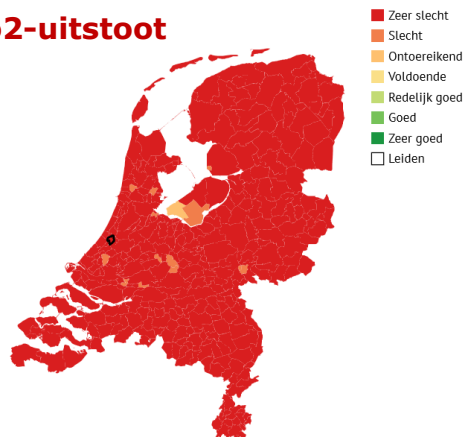 2-uitstoot
Zeer slecht
Slecht
Ontoereikend
Voldoende
Redelijk goed
Goed
Zeer goed
Leiden